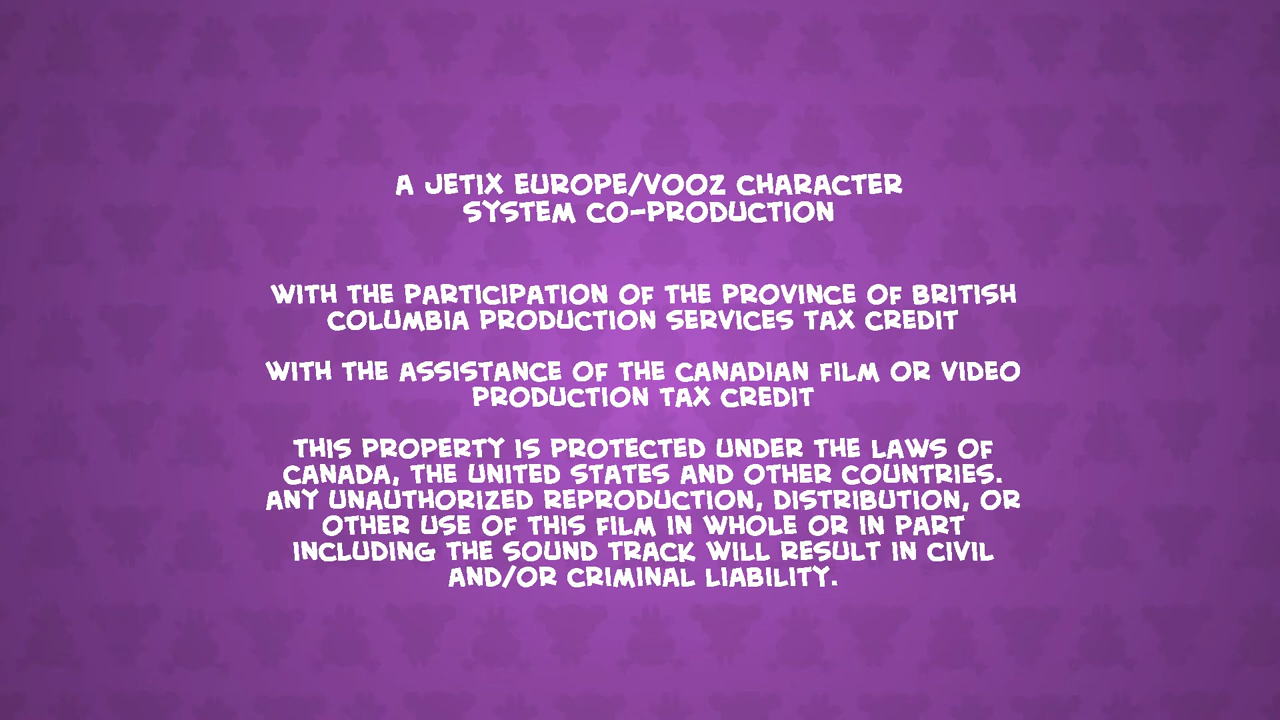 A JETIX EUROPE/VOOZ CHARACTER
SYSTEM CO-PRODUCTION
WITH THE PARTICIPATION OF THE PROVINCE OF BRITISH
COLUMBIA PRODUCTION SERVICES TAX CREDIT
WITH THE ASSISTANCE OF THE CANADIAN FILM OR VIDEO
PRODUCTION TAX CREDIT
THIS PROPERTY IS PROTECTED UNDER THE LAWS OF
CANADA, THE UNITED STATES AND OTHER COUNTRIES.
ANY UNAUTHORIZED REPRODUCTION, DISTRIBUTION, OR
OTHER USE OF THIS FILM IN WHOLE OR IN PART
INCLUDING THE SOUND TRACK WILL RESULT IN CIVIL
AND/OR CRIMINAL LIABILITY.